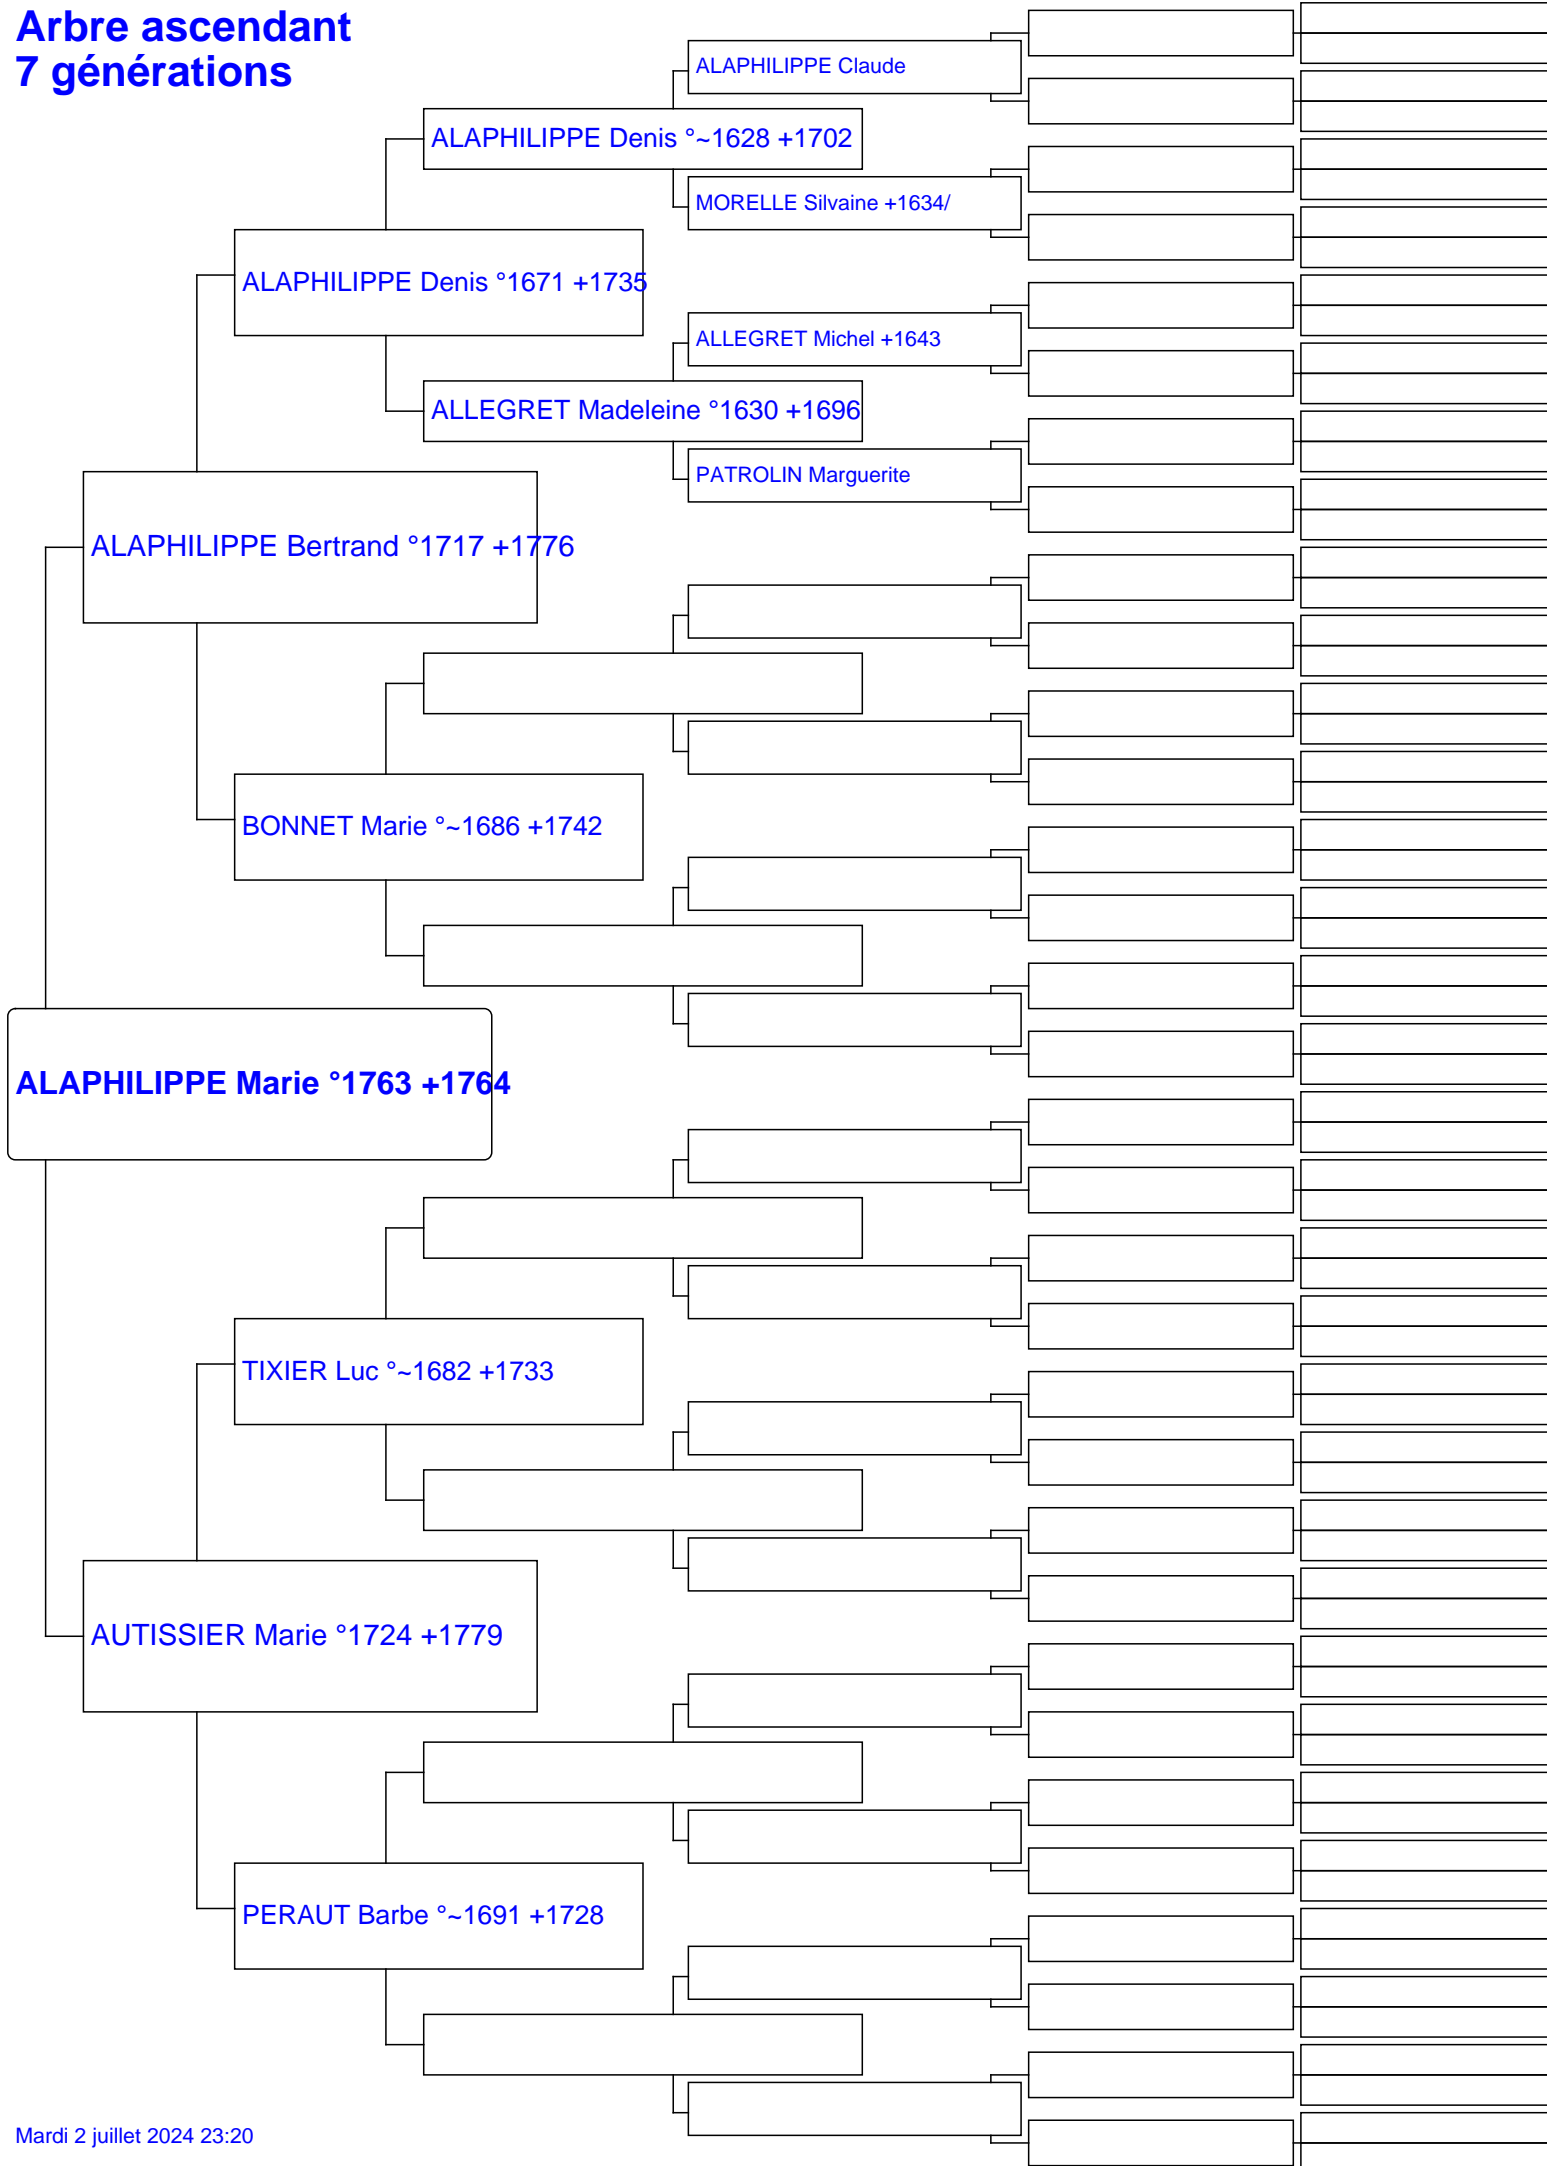 Arbre ascendant
7 générations
ALAPHILIPPE Claude
ALAPHILIPPE Denis °~1628 +1702
MORELLE Silvaine +1634/
ALAPHILIPPE Denis °1671 +1735
ALLEGRET Michel +1643
ALLEGRET Madeleine °1630 +1696
PATROLIN Marguerite
ALAPHILIPPE Bertrand °1717 +1776
BONNET Marie °~1686 +1742
ALAPHILIPPE Marie °1763 +1764
TIXIER Luc °~1682 +1733
AUTISSIER Marie °1724 +1779
PERAUT Barbe °~1691 +1728
Mardi 2 juillet 2024 23:20